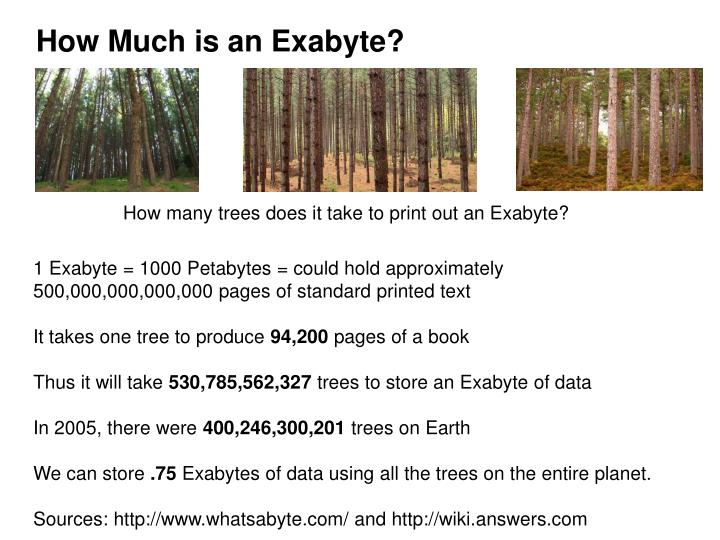 How Much is an Exabyte?
How many trees does it take to print out an Exabyte?
1 Exabyte = 1000 Petabytes = could hold approximately
500,000,000,000,000 pages of standard printed text
It takes one tree to produce 94,200 pages of a book
Thus it will take 530,785,562,327 trees to store an Exabyte of data
In 2005, there were 400,246,300,201 trees on Earth
We can store .75 Exabytes of data using all the trees on the entire planet.
Sources: http://www.whatsabyte.com/ and http://wiki.answers.com